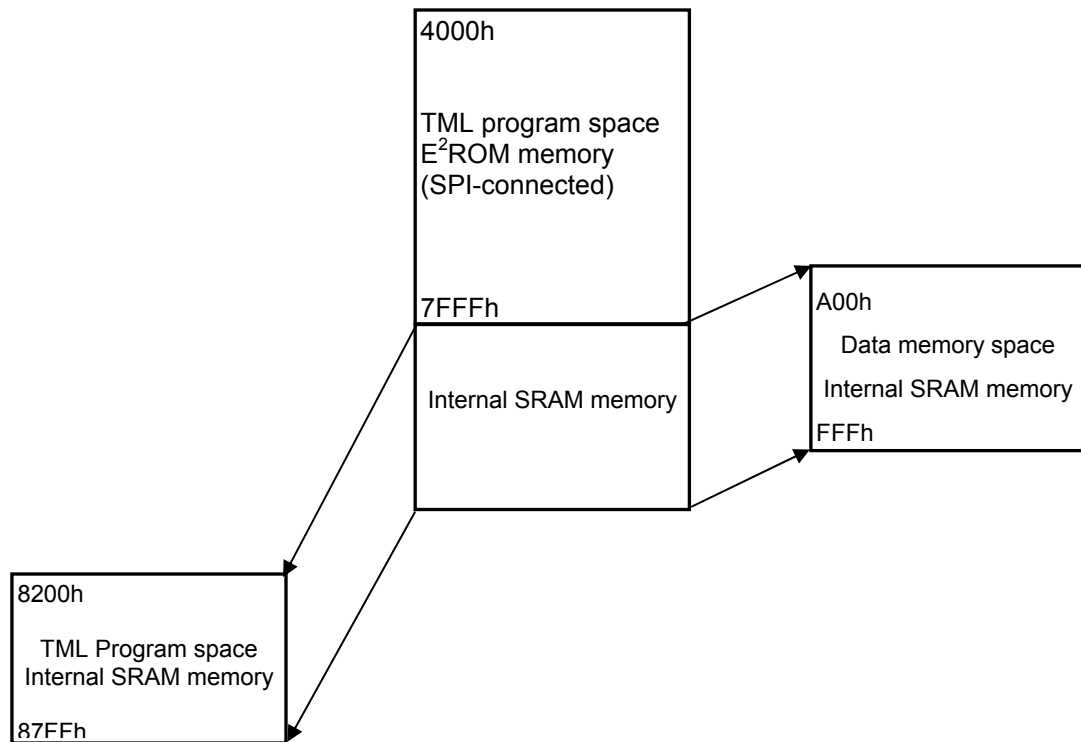 4000h
TML program space
E²ROM memory
(SPI-connected)
7FFFh
Internal SRAM memory
A00h
Data memory space
Internal SRAM memory
FFFh
8200h
TML Program space
Internal SRAM memory
87FFh